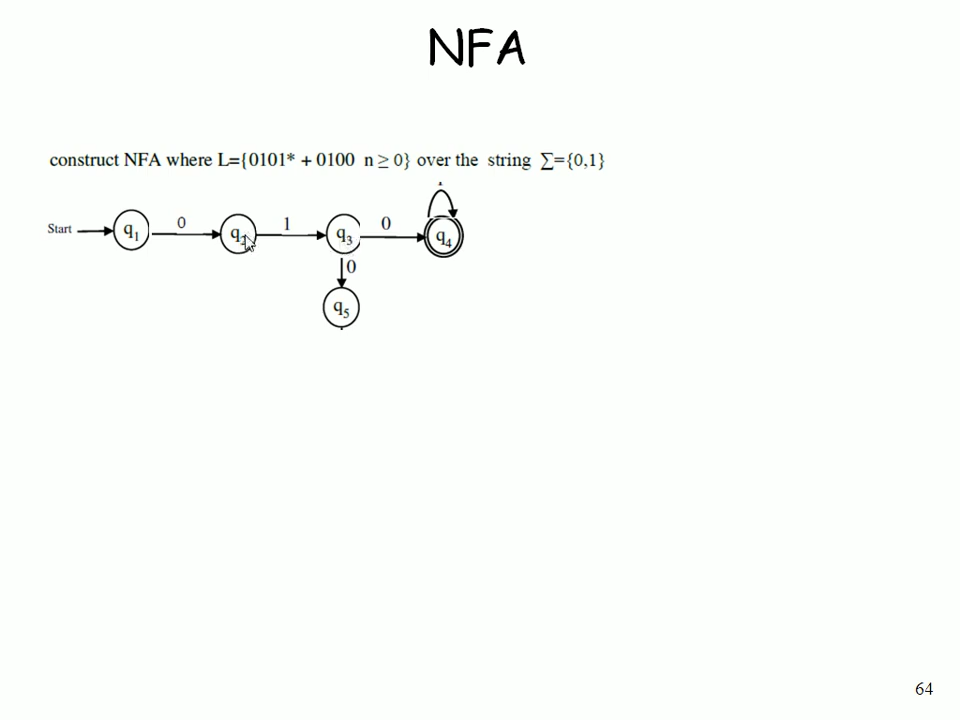 NFA
construct NFA where L={0101* + 0100 n ≥ 0} over the string ∑={0,1}
Start q1 0 q2 1 q3 0 q4
0
q5
64